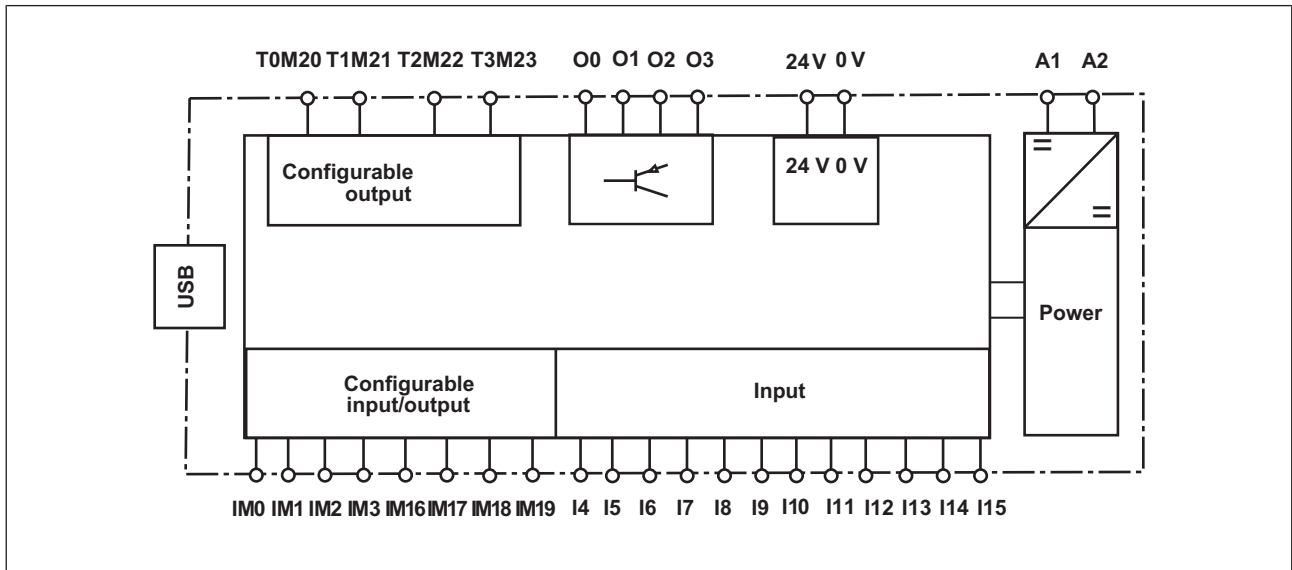 T0M20 T1M21 T2M22 T3M23 O0 O1 O2 O3 24 V 0 V A1 A2
Configurable
output
24 V 0 V
USB
Power
Configurable
input/output
Input
IM0 IM1 IM2 IM3 IM16 IM17 IM18 IM19 I4 I5 I6 I7 I8 I9 I10 I11 I12 I13 I14 I15